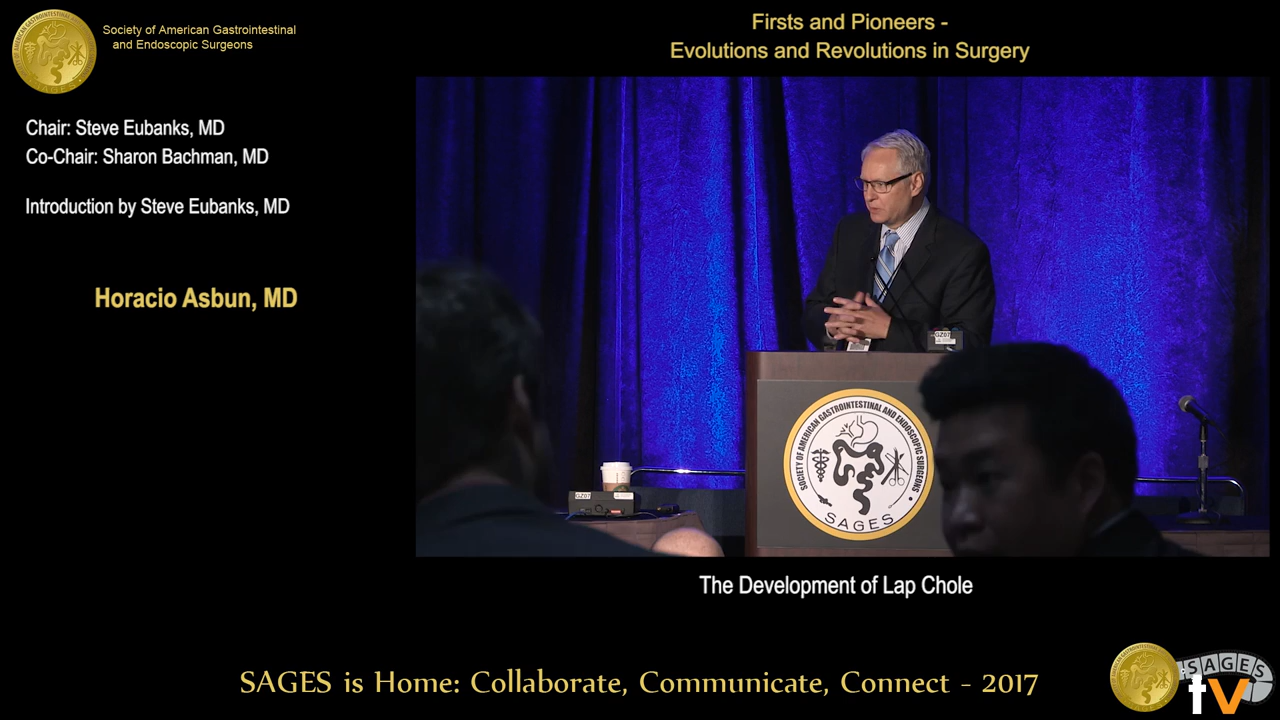 Society of American Gastrointestinal
and Endoscopic Surgeons
Firsts and Pioneers -
Evolutions and Revolutions in Surgery
Chair: Steve Eubanks, MD
Co-Chair: Sharon Bachman, MD
Introduction by Steve Eubanks, MD
Horacio Asbun, MD
GZ07
GZ07
SOCIETY OF AMERICAN GASTROINTESTINAL AND ENDOSCOPIC SURGEONS
SAGES
The Development of Lap Chole
SAGES is Home: Collaborate, Communicate, Connect - 2017
SAGES
tv